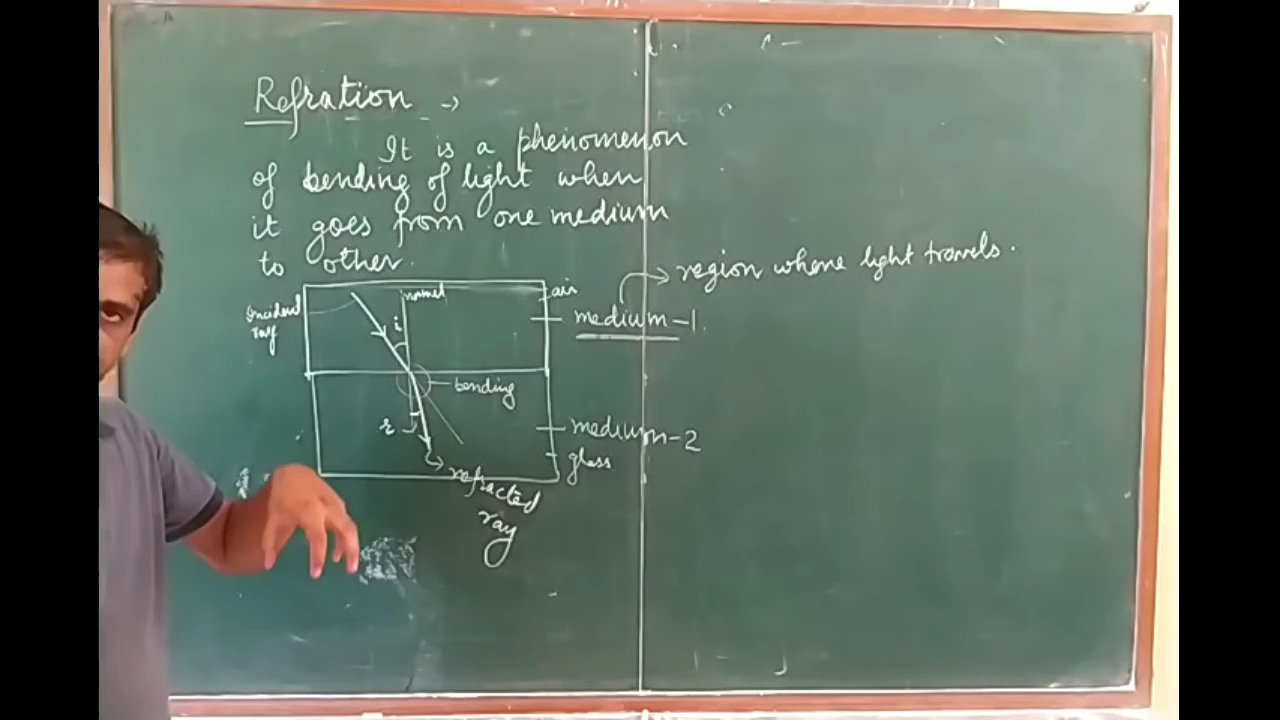 Refration →
It is a phenomenon
of bending of light when
it goes from one medium
to other.
region where light travels.
air
normal
Incident
ray
medium-1.
i
bending
r
medium-2
glass
refracted
ray